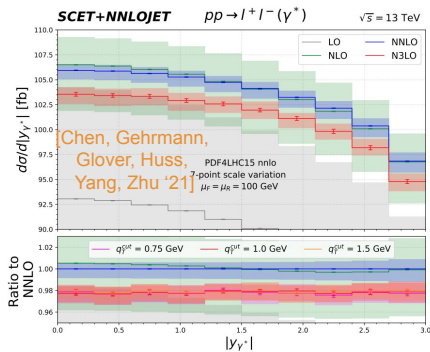 SCET+NNLOJET pp → l⁺l⁻(γ*) √s = 13 TeV
110.0
107.5
105.0
102.5
100.0
97.5
95.0
92.5
90.0
dσ/d|y_γ*| [fb]
LO NNLO
NLO N3LO
[Chen, Gehrmann,
Glover, Huss,
Yang, Zhu ‘21]
PDF4LHC15 nnlo
7-point scale variation
μ_F = μ_R = 100 GeV
Ratio to
NNLO
1.02
1.00
0.98
0.96
q_T^cut = 0.75 GeV q_T^cut = 1.0 GeV q_T^cut = 1.5 GeV
0.0 0.5 1.0 1.5 2.0 2.5 3.0
|y_γ*|